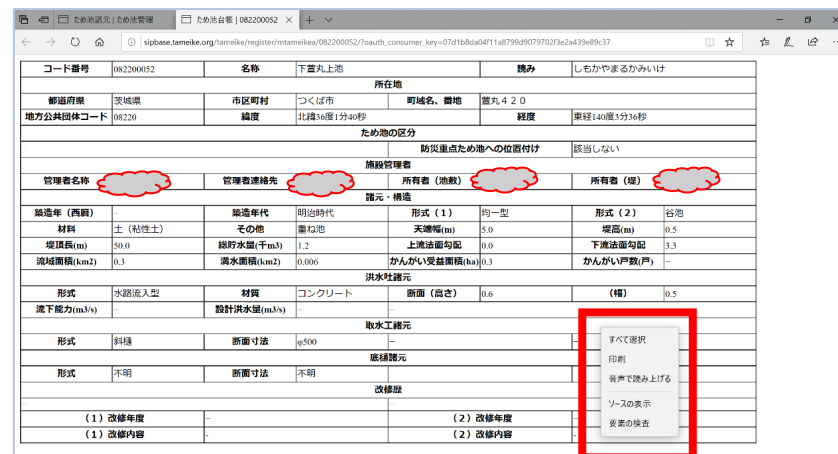 ため池諸元 | ため池管理
ため池台帳 | 082200052
sipbase.tameike.org/tameike/register/mtameikea/082200052/?oauth_consumer_key=07d1b8da04f11a8799d9079702f3e2a439e89c37
コード番号 082200052 名称 下萱丸上池 読み しもかやまるかみいけ
所在地
都道府県 茨城県 市区町村 つくば市 町域名、番地 萱丸420
地方公共団体コード 08220 緯度 北緯36度1分40秒 経度 東経140度3分36秒
ため池の区分
防災重点ため池への位置付け 該当しない
施設管理者
管理者名称 管理者連絡先 所有者(池敷) 所有者(堤)
諸元・構造
築造年(西暦) – 築造年代 明治時代 形式(1) 均一型 形式(2) 谷池
材料 土(粘性土) その他 重ね池 天端幅(m) 5.0 堤高(m) 0.5
堤頂長(m) 50.0 総貯水量(千m3) 1.2 上流法面勾配 0.0 下流法面勾配 3.3
流域面積(km2) 0.3 満水面積(km2) 0.006 かんがい受益面積(ha) 0.3 かんがい戸数(戸) –
洪水吐諸元
形式 水路流入型 材質 コンクリート 断面(高さ) 0.6 (幅) 0.5
流下能力(m3/s) – 設計洪水量(m3/s) – –
取水工諸元
形式 斜樋 断面寸法 φ500 – –
底樋諸元
形式 不明 断面寸法 不明 – –
改修歴
– –
(1)改修年度 – (2)改修年度 –
(1)改修内容 - (2)改修内容 -
すべて選択
印刷
音声で読み上げる
ソースの表示
要素の検査